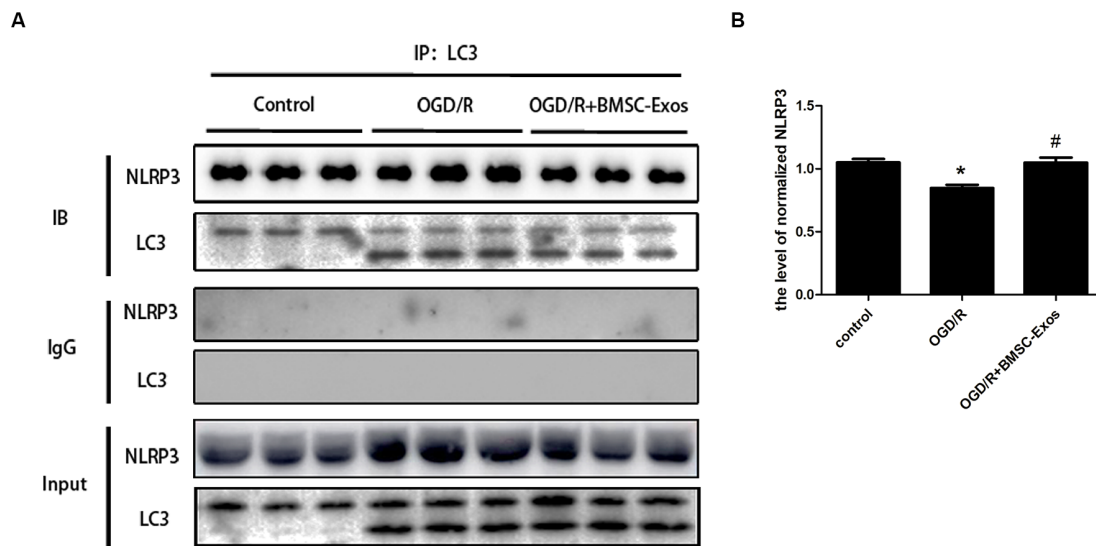 A
IP: LC3
Control OGD/R OGD/R+BMSC-Exos
IB
NLRP3
LC3
IgG
NLRP3
LC3
Input
NLRP3
LC3
B
the level of normalized NLRP3
1.5
1.0
0.5
0.0
*
#
control
OGD/R
OGD/R+BMSC-Exos